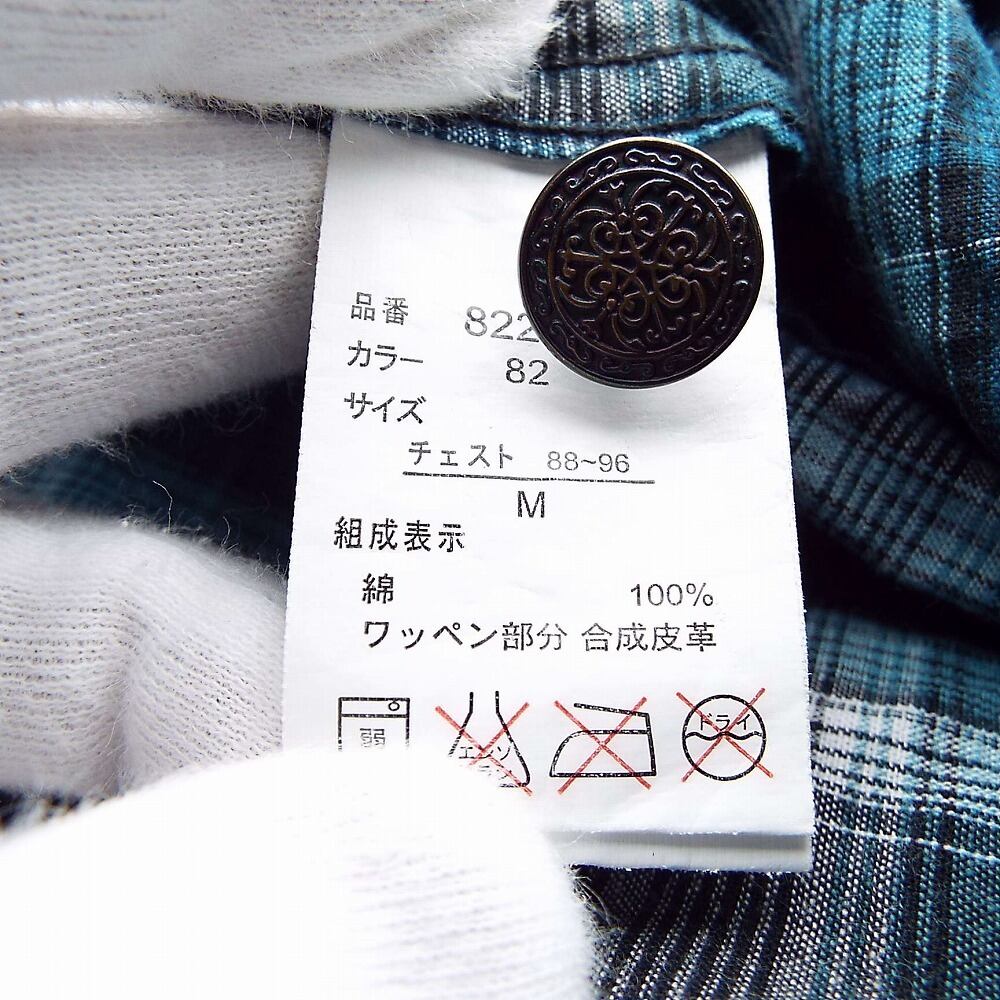 品番 822
カラー 82
サイズ
チェスト 88~96
M
組成表示
綿 100%
ワッペン部分 合成皮革
弱
ドライ